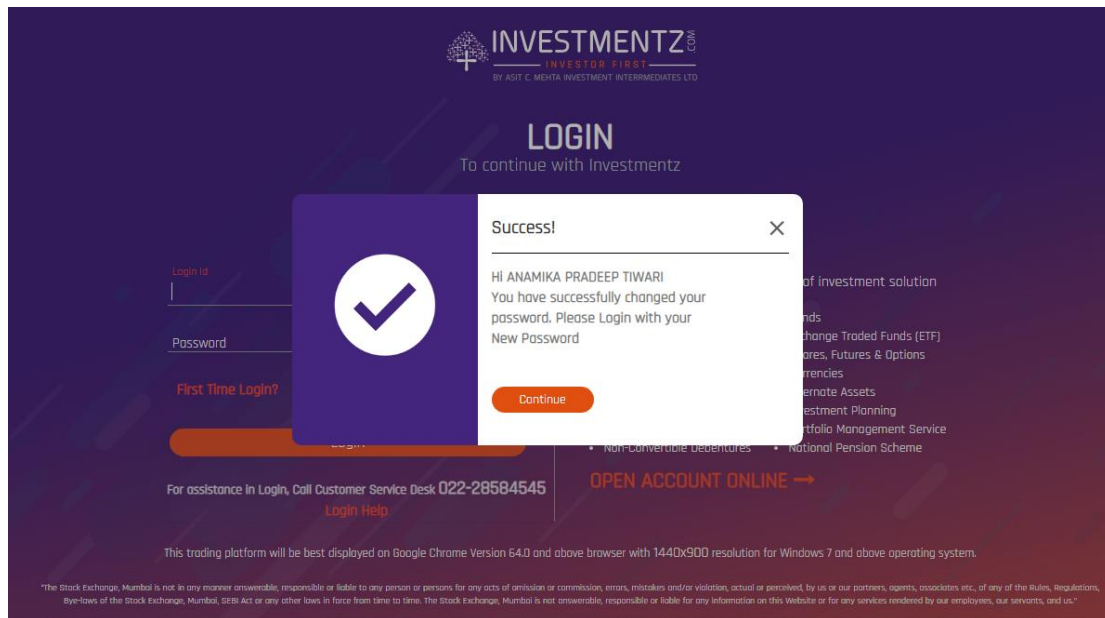 INVESTMENTZ.COM
INVESTOR FIRST
BY ASIT C. MEHTA INVESTMENT INTERRMEDIATES LTD
LOGIN
To continue with Investmentz
Success!
Hi ANAMIKA PRADEEP TIWARI
You have successfully changed your
password. Please Login with your
New Password
Continue
Login Id
Password
First Time Login?
For assistance in Login, Call Customer Service Desk 022-28584545
Login Help
of investment solution
(ETF)
Futures & Options
Assets
Planning
Management Service
• Non-Convertible Debentures • National Pension Scheme
OPEN ACCOUNT ONLINE →
This trading platform will be best displayed on Google Chrome Version 64.0 and above browser with 1440x900 resolution for Windows 7 and above operating system.
"The Stock Exchange, Mumbai is not in any manner answerable, responsible or liable to any person or persons for any acts of omission or commission, errors, mistakes and/or violation, actual or perceived, by us or our partners, agents, associates etc., of any of the Rules, Regulations,
Bye-laws of the Stock Exchange, Mumbai, SEBI Act or any other laws in force from time to time. The Stock Exchange, Mumbai is not answerable, responsible or liable for any information on this Website or for any services rendered by our employees, our servants, and us."